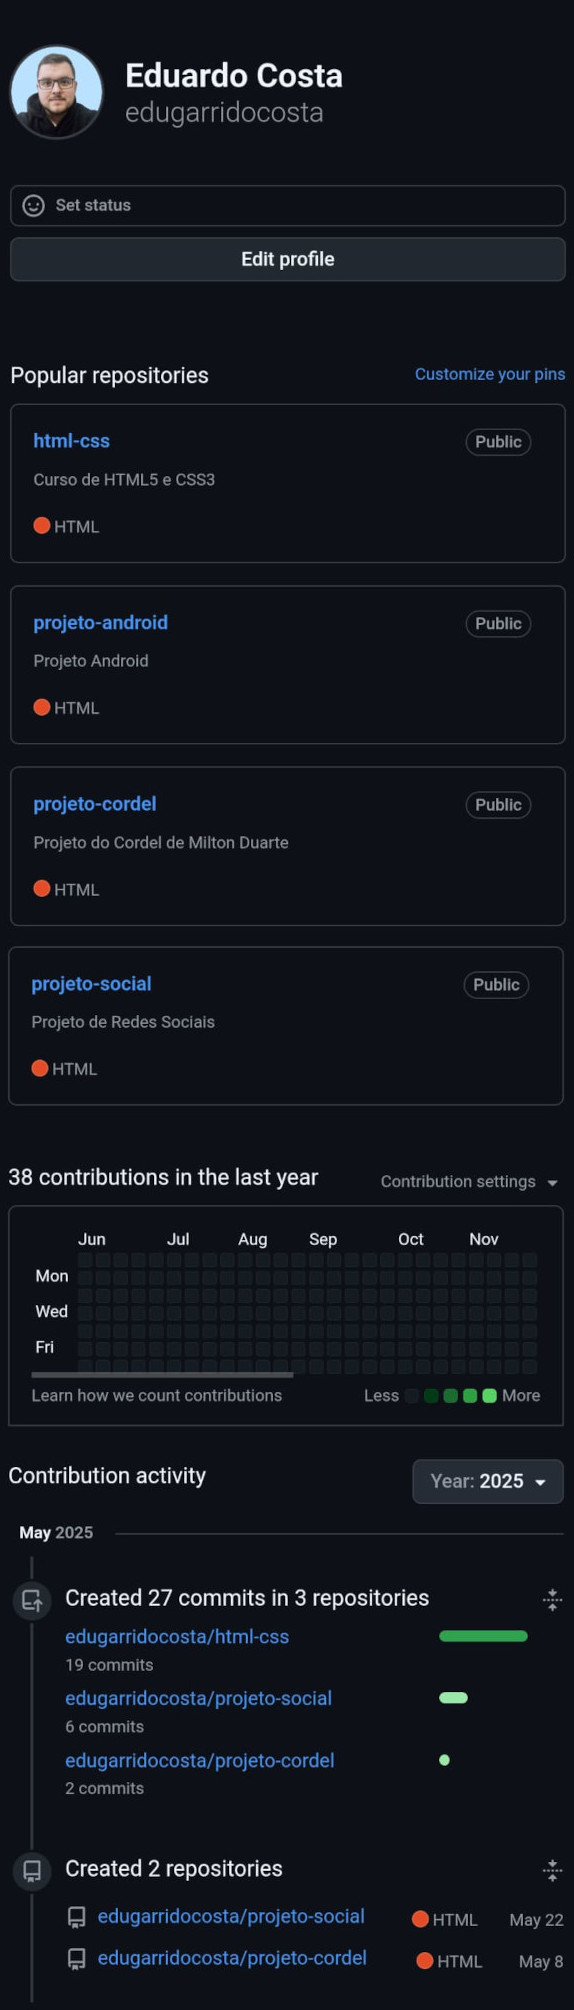 Eduardo Costa
edugarridocosta
Set status
Edit profile
Popular repositories
Customize your pins
html-css
Public
Curso de HTML5 e CSS3
HTML
projeto-android
Public
Projeto Android
HTML
projeto-cordel
Public
Projeto do Cordel de Milton Duarte
HTML
projeto-social
Public
Projeto de Redes Sociais
HTML
38 contributions in the last year
Contribution settings
Jun Jul Aug Sep Oct Nov
Mon
Wed
Fri
Learn how we count contributions
Less More
Contribution activity
Year: 2025
May 2025
Created 27 commits in 3 repositories
edugarridocosta/html-css
19 commits
edugarridocosta/projeto-social
6 commits
edugarridocosta/projeto-cordel
2 commits
Created 2 repositories
edugarridocosta/projeto-social HTML May 22
edugarridocosta/projeto-cordel HTML May 8